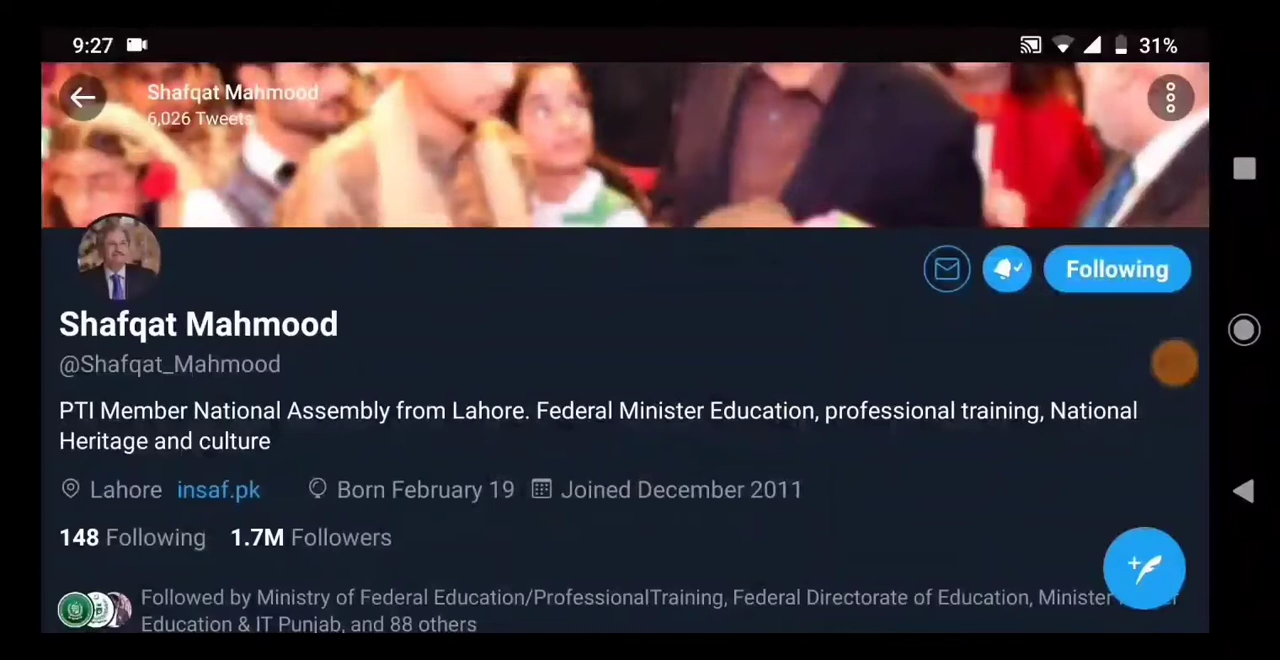 9:27
31%
Shafqat Mahmood
6,026 Tweets
Following
Shafqat Mahmood
@Shafqat_Mahmood
PTI Member National Assembly from Lahore. Federal Minister Education, professional training, National
Heritage and culture
Lahore insaf.pk Born February 19 Joined December 2011
148 Following 1.7M Followers
Followed by Ministry of Federal Education/ProfessionalTraining, Federal Directorate of Education, Minister
Education & IT Punjab, and 88 others